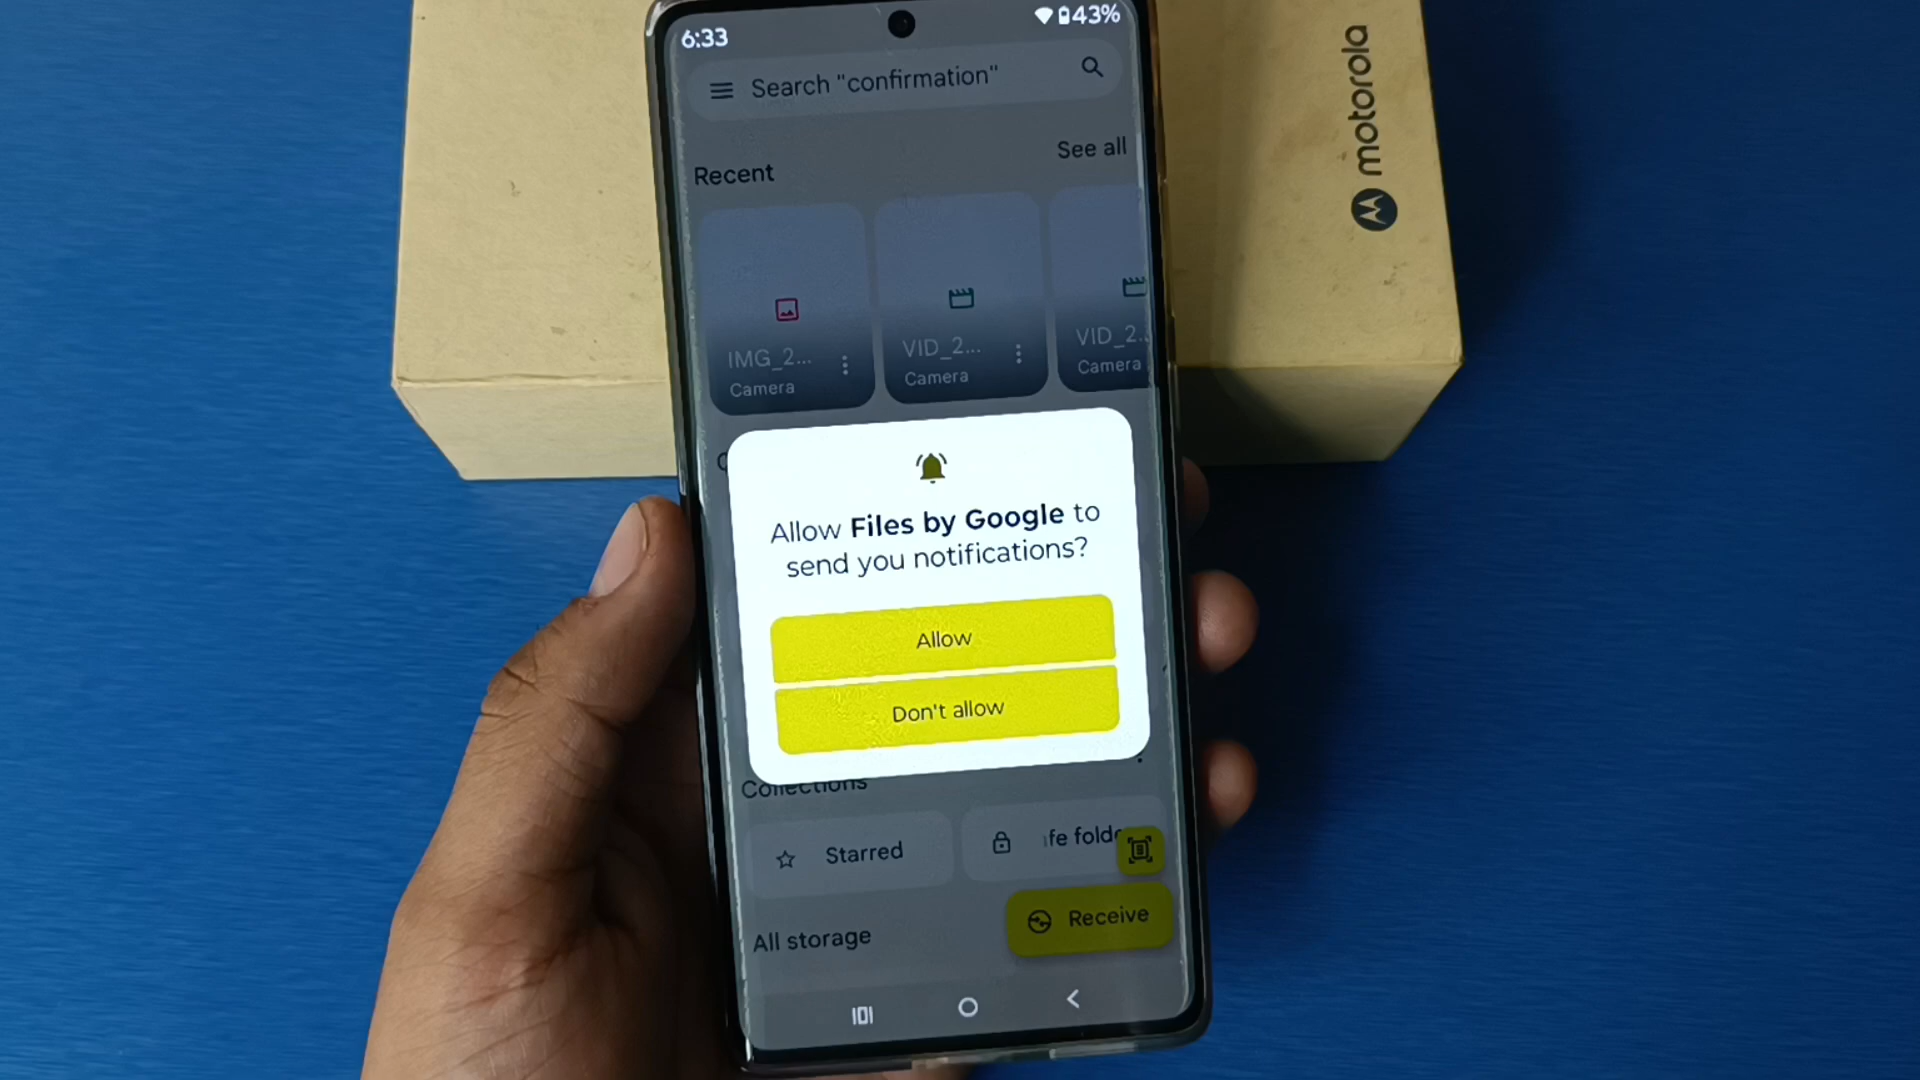 6:33
43%
Search "confirmation"
Recent
See all
IMG_2...
Camera
VID_2...
Camera
VID_2..
Camera
Allow Files by Google to
send you notifications?
Allow
Don't allow
Collections
Starred
fe folde
All storage
Receive
motorola